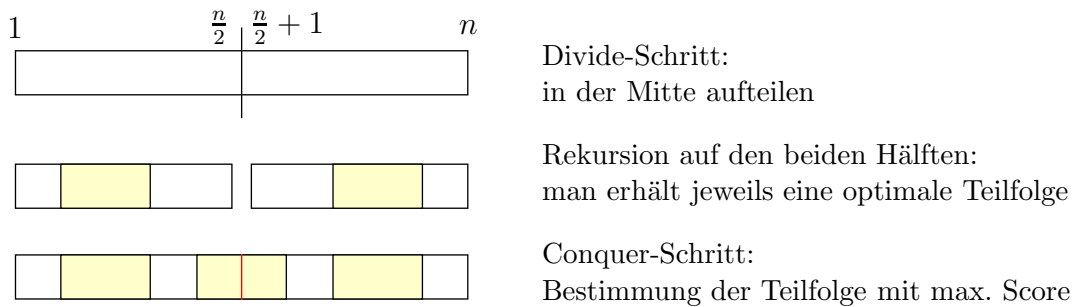 1 n/2 n/2 + 1 n
Divide-Schritt:
in der Mitte aufteilen
Rekursion auf den beiden Hälften:
man erhält jeweils eine optimale Teilfolge
Conquer-Schritt:
Bestimmung der Teilfolge mit max. Score